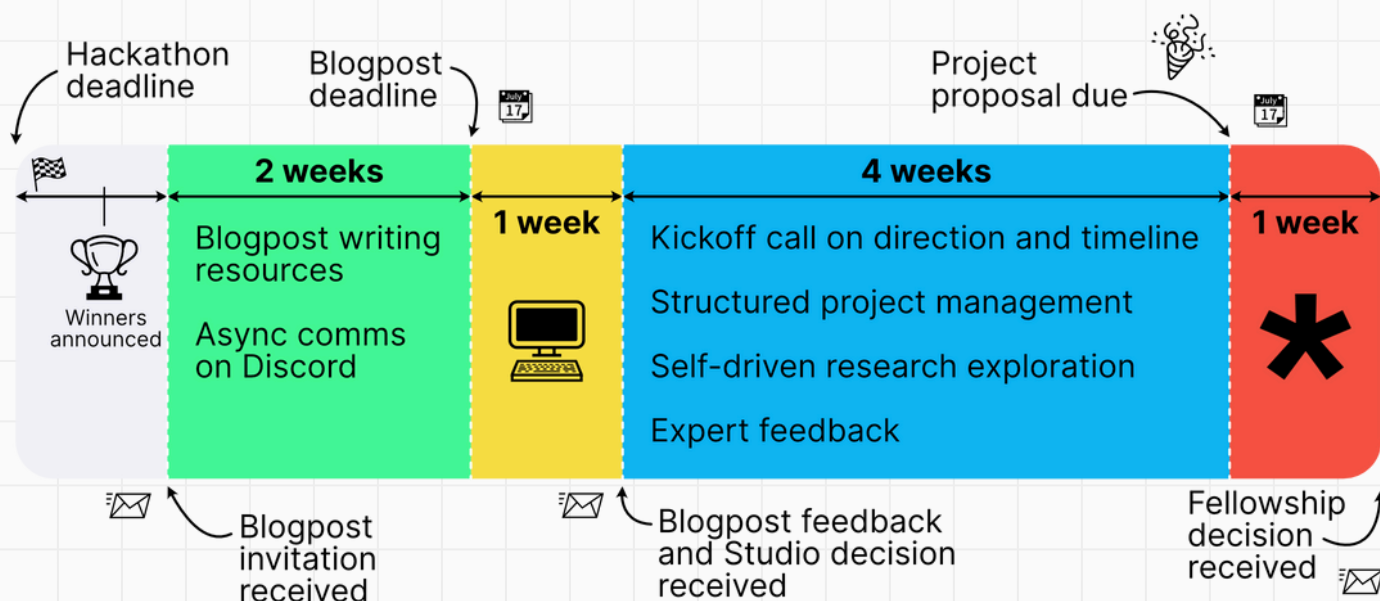 Hackathon
deadline
Blogpost
deadline
July
17
Project
proposal due
July
17
2 weeks
1 week
4 weeks
1 week
Winners
announced
Blogpost writing
resources
Async comms
on Discord
Kickoff call on direction and timeline
Structured project management
Self-driven research exploration
Expert feedback
Blogpost
invitation
received
Blogpost feedback
and Studio decision
received
Fellowship
decision
received